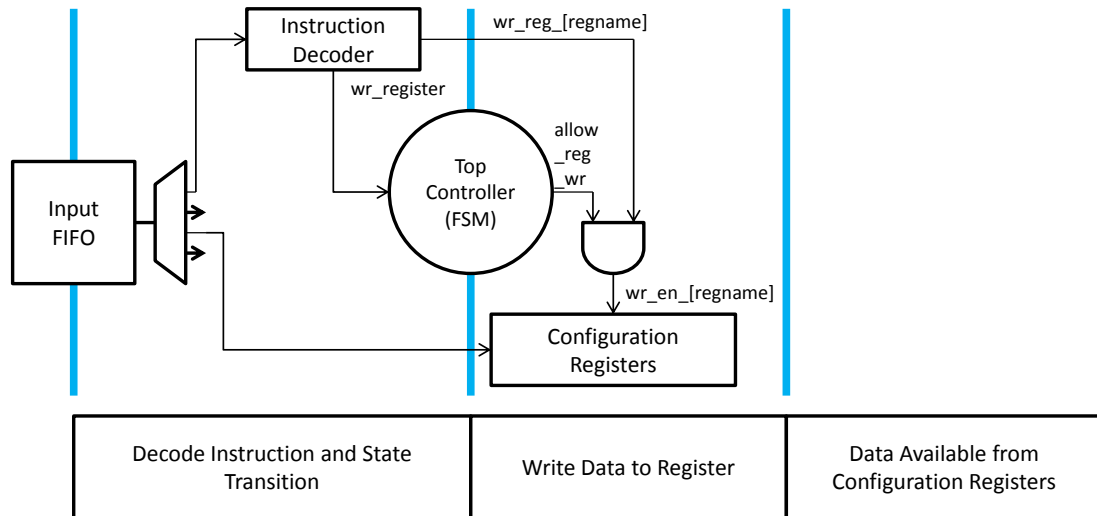 Instruction
Decoder
wr_reg_[regname]
wr_register
allow
_reg
_wr
Top
Controller
(FSM)
Input
FIFO
wr_en_[regname]
Configuration
Registers
Decode Instruction and State
Transition
Write Data to Register
Data Available from
Configuration Registers